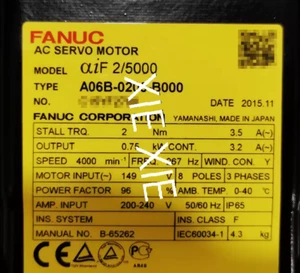 FANUC
AC SERVO MOTOR
MODEL αiF 2/5000
TYPE A06B-020 -B000
No.
DATE 2015.11
FANUC CORPORATION YAMANASHI, MADE IN JAPAN
STALL TRQ. 2 Nm 3.5 A(~)
OUTPUT 0.75 kW CONT. 3.2 A(~)
SPEED 4000 min⁻¹ FREQ. 267 Hz WIND. CON. Y
MOTOR INPUT(~) 149 V 8 POLES 3 PHASES
POWER FACTOR 96 % AMB. TEMP. 0-40 ℃
AMP. INPUT 200-240 V 50/60 Hz IP65
INS. SYSTEM INS. CLASS F
MANUAL NO. B-65262 IEC60034-1 4.3 kg
XIE XIE